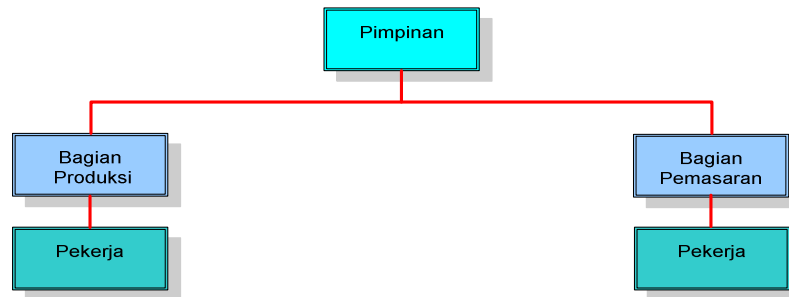 Pimpinan
Bagian
Produksi
Bagian
Pemasaran
Pekerja
Pekerja